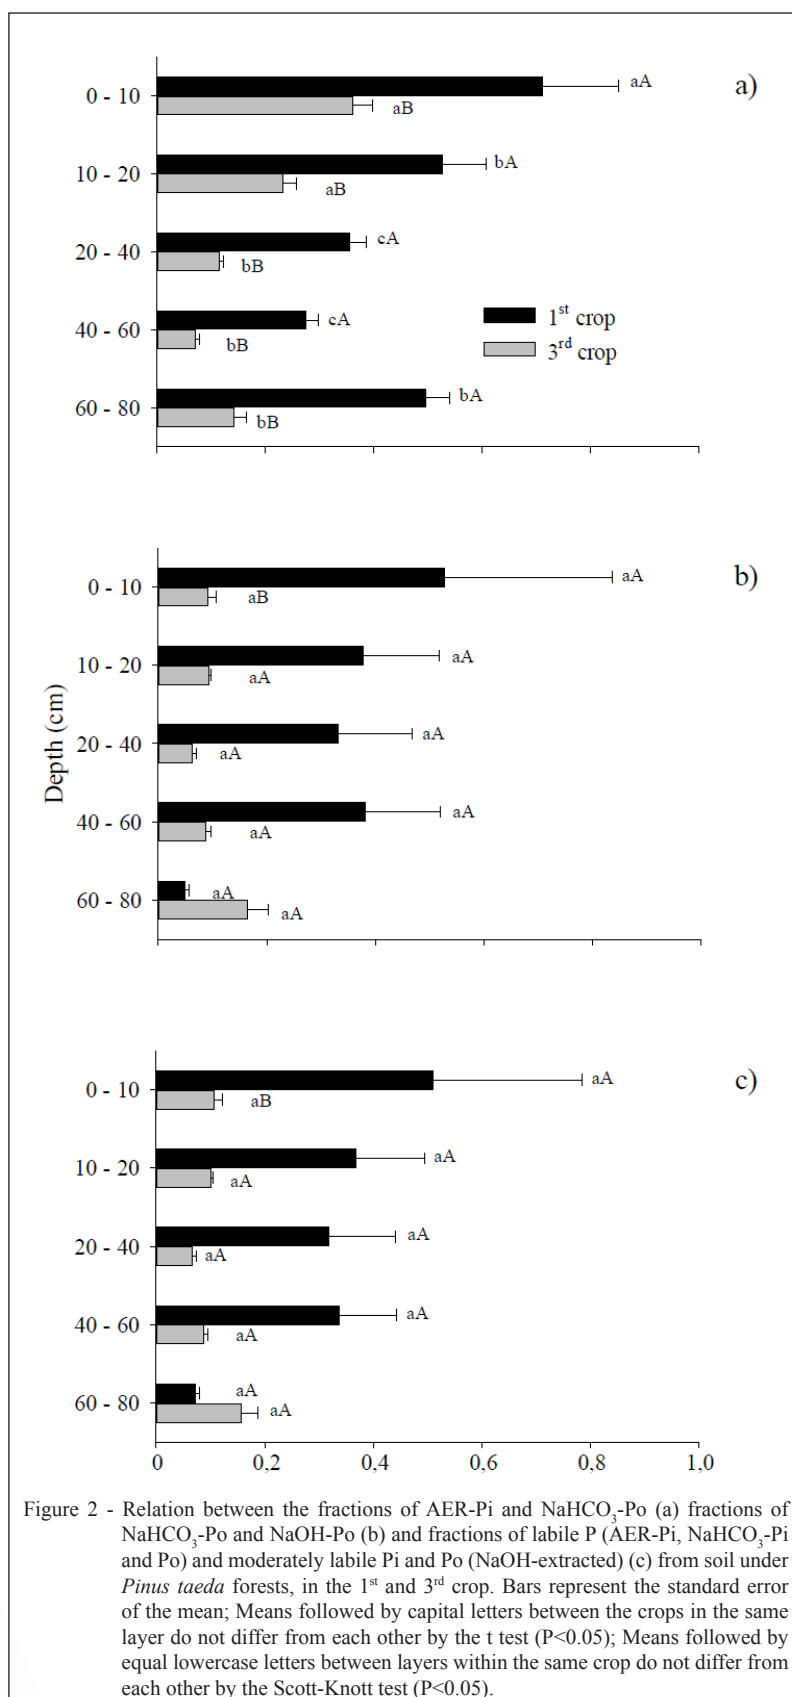 a)
0 - 10 aA
aB
10 - 20 bA
aB
20 - 40 cA
bB
40 - 60 cA
bB
60 - 80 bA
bB
1st crop
3rd crop
Depth (cm)
b)
0 - 10 aA
aB
10 - 20 aA
aA
20 - 40 aA
aA
40 - 60 aA
aA
60 - 80 aA
aA
c)
0 - 10 aA
aB
10 - 20 aA
aA
20 - 40 aA
aA
40 - 60 aA
aA
60 - 80 aA
aA
0 0,2 0,4 0,6 0,8 1,0
Figure 2 - Relation between the fractions of AER-Pi and NaHCO3-Po (a) fractions of
NaHCO3-Po and NaOH-Po (b) and fractions of labile P (AER-Pi, NaHCO3-Pi
and Po) and moderately labile Pi and Po (NaOH-extracted) (c) from soil under
Pinus taeda forests, in the 1st and 3rd crop. Bars represent the standard error
of the mean; Means followed by capital letters between the crops in the same
layer do not differ from each other by the t test (P<0.05); Means followed by
equal lowercase letters between layers within the same crop do not differ from
each other by the Scott-Knott test (P<0.05).